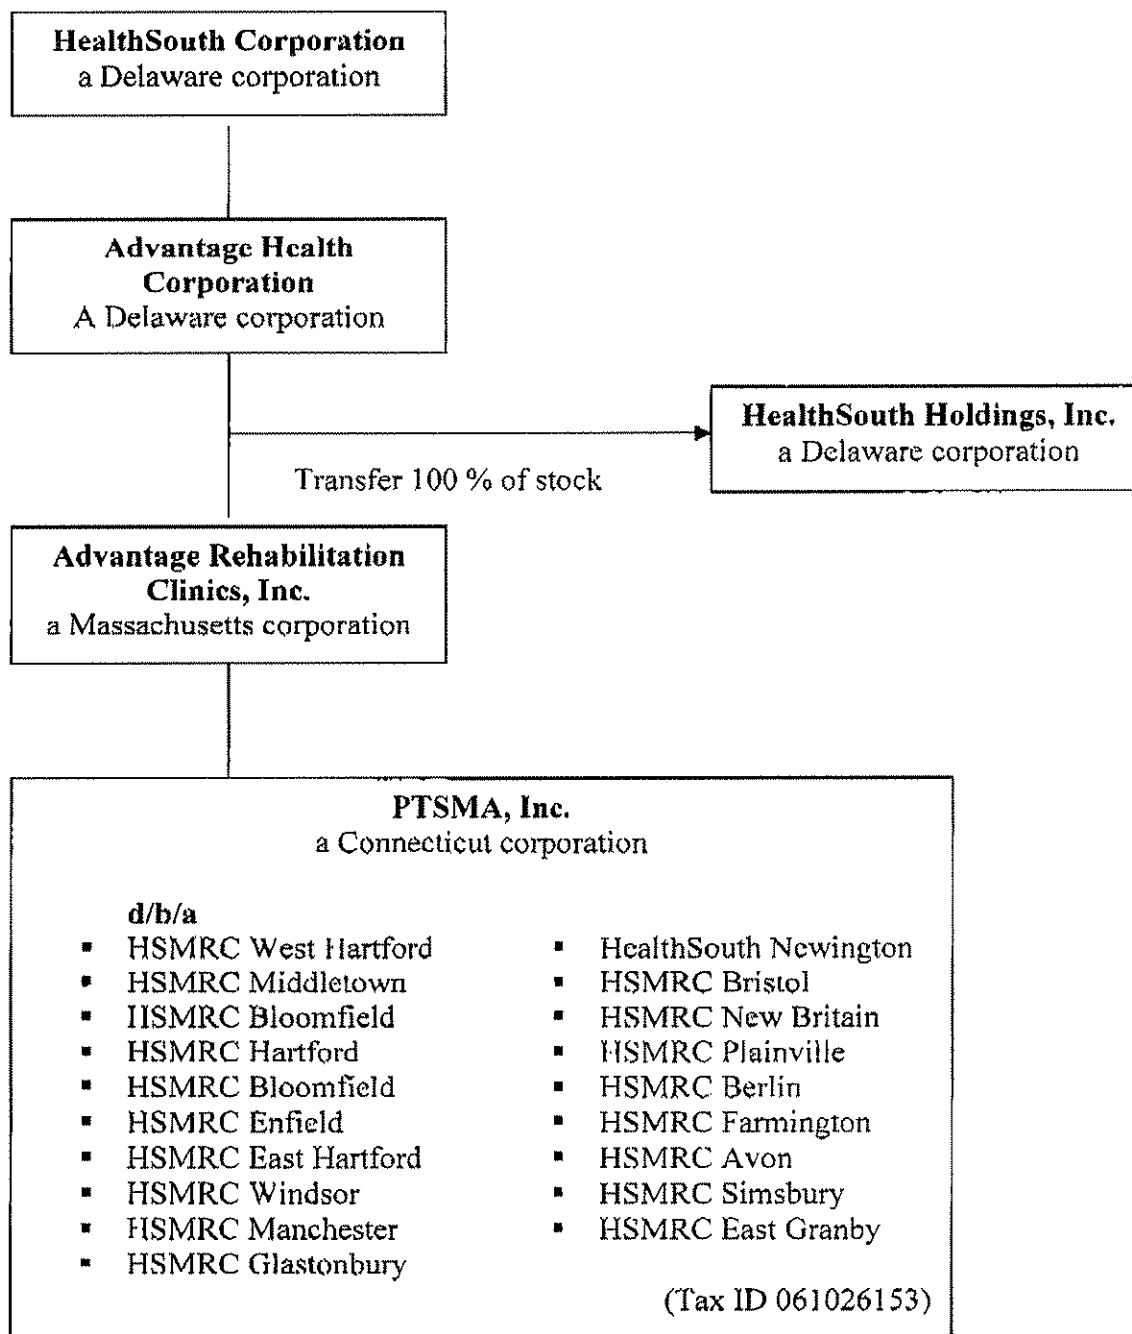 HealthSouth Corporation
a Delaware corporation
Advantage Health
Corporation
A Delaware corporation
HealthSouth Holdings, Inc.
a Delaware corporation
Transfer 100 % of stock
Advantage Rehabilitation
Clinics, Inc.
a Massachusetts corporation
PTSMA, Inc.
a Connecticut corporation
d/b/a
▪ HSMRC West Hartford
▪ HSMRC Middletown
▪ HSMRC Bloomfield
▪ HSMRC Hartford
▪ HSMRC Bloomfield
▪ HSMRC Enfield
▪ HSMRC East Hartford
▪ HSMRC Windsor
▪ HSMRC Manchester
▪ HSMRC Glastonbury
▪ HealthSouth Newington
▪ HSMRC Bristol
▪ HSMRC New Britain
▪ HSMRC Plainville
▪ HSMRC Berlin
▪ HSMRC Farmington
▪ HSMRC Avon
▪ HSMRC Simsbury
▪ HSMRC East Granby
(Tax ID 061026153)